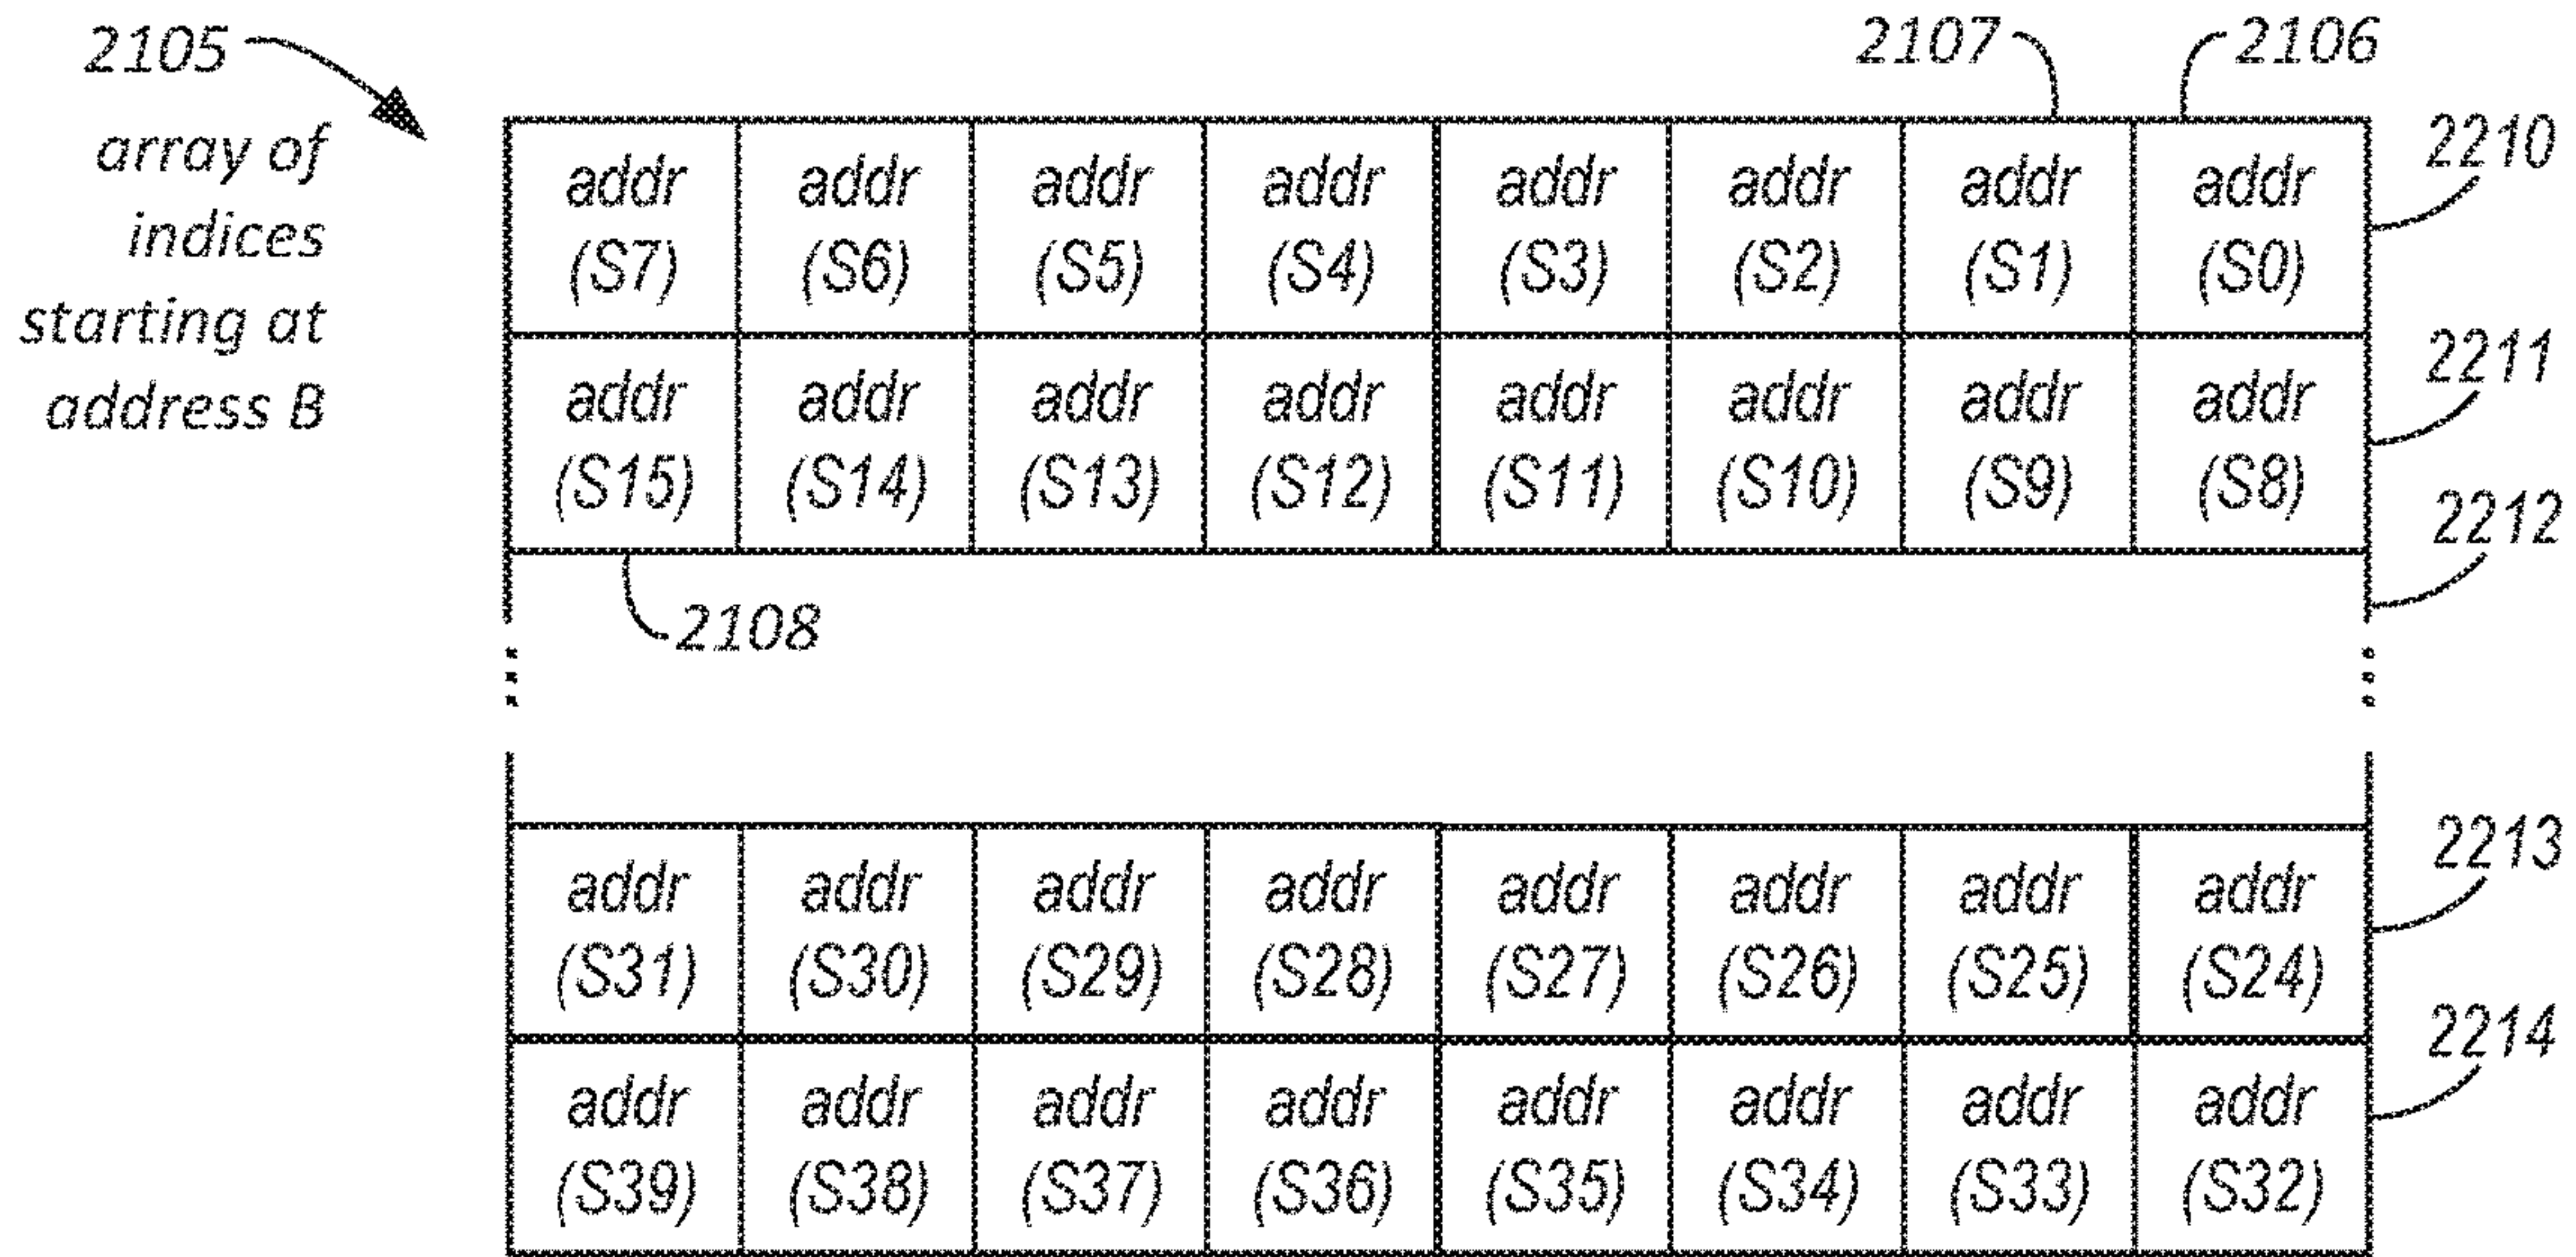 2105
array of
indices
starting at
address B
2107 2106
addr addr addr addr addr addr addr addr
(S7) (S6) (S5) (S4) (S3) (S2) (S1) (S0)
2210
addr addr addr addr addr addr addr addr
(S15) (S14) (S13) (S12) (S11) (S10) (S9) (S8)
2211
2212
2108
addr addr addr addr addr addr addr addr
(S31) (S30) (S29) (S28) (S27) (S26) (S25) (S24)
2213
addr addr addr addr addr addr addr addr
(S39) (S38) (S37) (S36) (S35) (S34) (S33) (S32)
2214